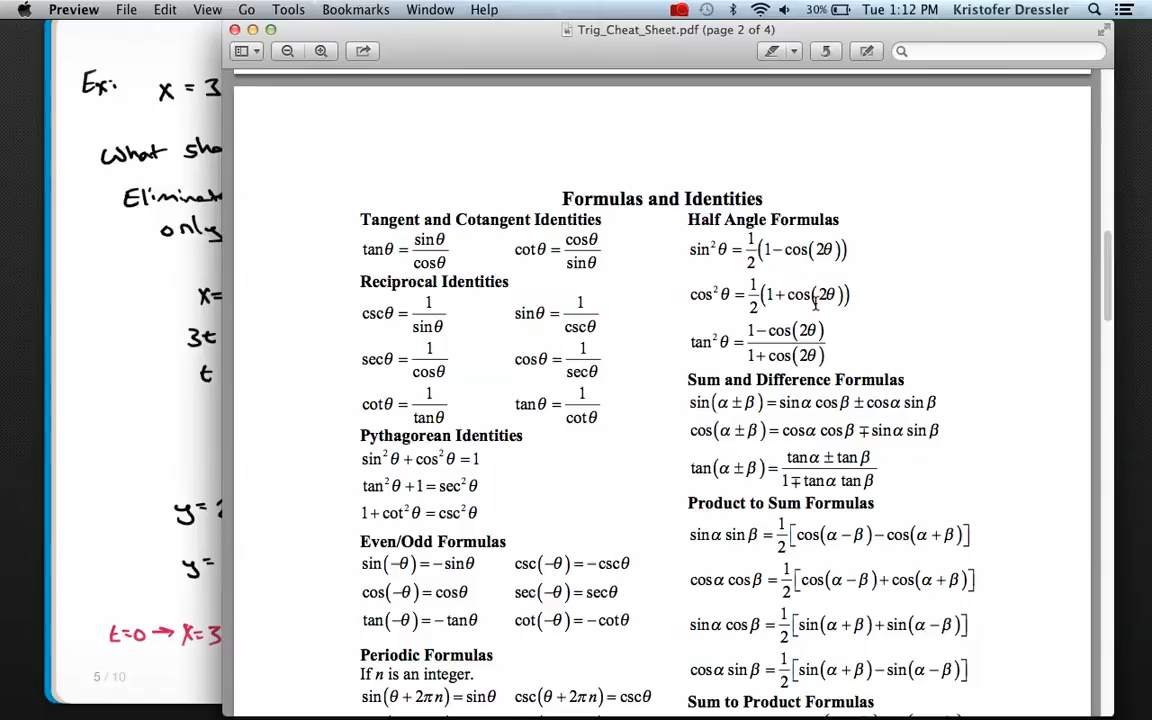 Preview File Edit View Go Tools Bookmarks Window Help 30% Tue 1:12 PM Kristofer Dressler
Trig_Cheat_Sheet.pdf (page 2 of 4)
Ex: x = 3
What
Eliminat
only
x=
3t
t
y=
y=
t=0 → x=3
5 / 10
Formulas and Identities
Tangent and Cotangent Identities
tanθ = sinθ/cosθ cotθ = cosθ/sinθ
Reciprocal Identities
cscθ = 1/sinθ sinθ = 1/cscθ
secθ = 1/cosθ cosθ = 1/secθ
cotθ = 1/tanθ tanθ = 1/cotθ
Pythagorean Identities
sin²θ + cos²θ = 1
tan²θ + 1 = sec²θ
1 + cot²θ = csc²θ
Even/Odd Formulas
sin(−θ) = −sinθ csc(−θ) = −cscθ
cos(−θ) = cosθ sec(−θ) = secθ
tan(−θ) = −tanθ cot(−θ) = −cotθ
Periodic Formulas
If n is an integer.
sin(θ + 2πn) = sinθ csc(θ + 2πn) = cscθ
Half Angle Formulas
sin²θ = 1/2(1 − cos(2θ))
cos²θ = 1/2(1 + cos(2θ))
tan²θ = 1 − cos(2θ)/1 + cos(2θ)
Sum and Difference Formulas
sin(α ± β) = sinα cosβ ± cosα sinβ
cos(α ± β) = cosα cosβ ∓ sinα sinβ
tan(α ± β) = tanα ± tanβ/1 ∓ tanα tanβ
Product to Sum Formulas
sinα sinβ = 1/2[cos(α − β) − cos(α + β)]
cosα cosβ = 1/2[cos(α − β) + cos(α + β)]
sinα cosβ = 1/2[sin(α + β) + sin(α − β)]
cosα sinβ = 1/2[sin(α + β) − sin(α − β)]
Sum to Product Formulas